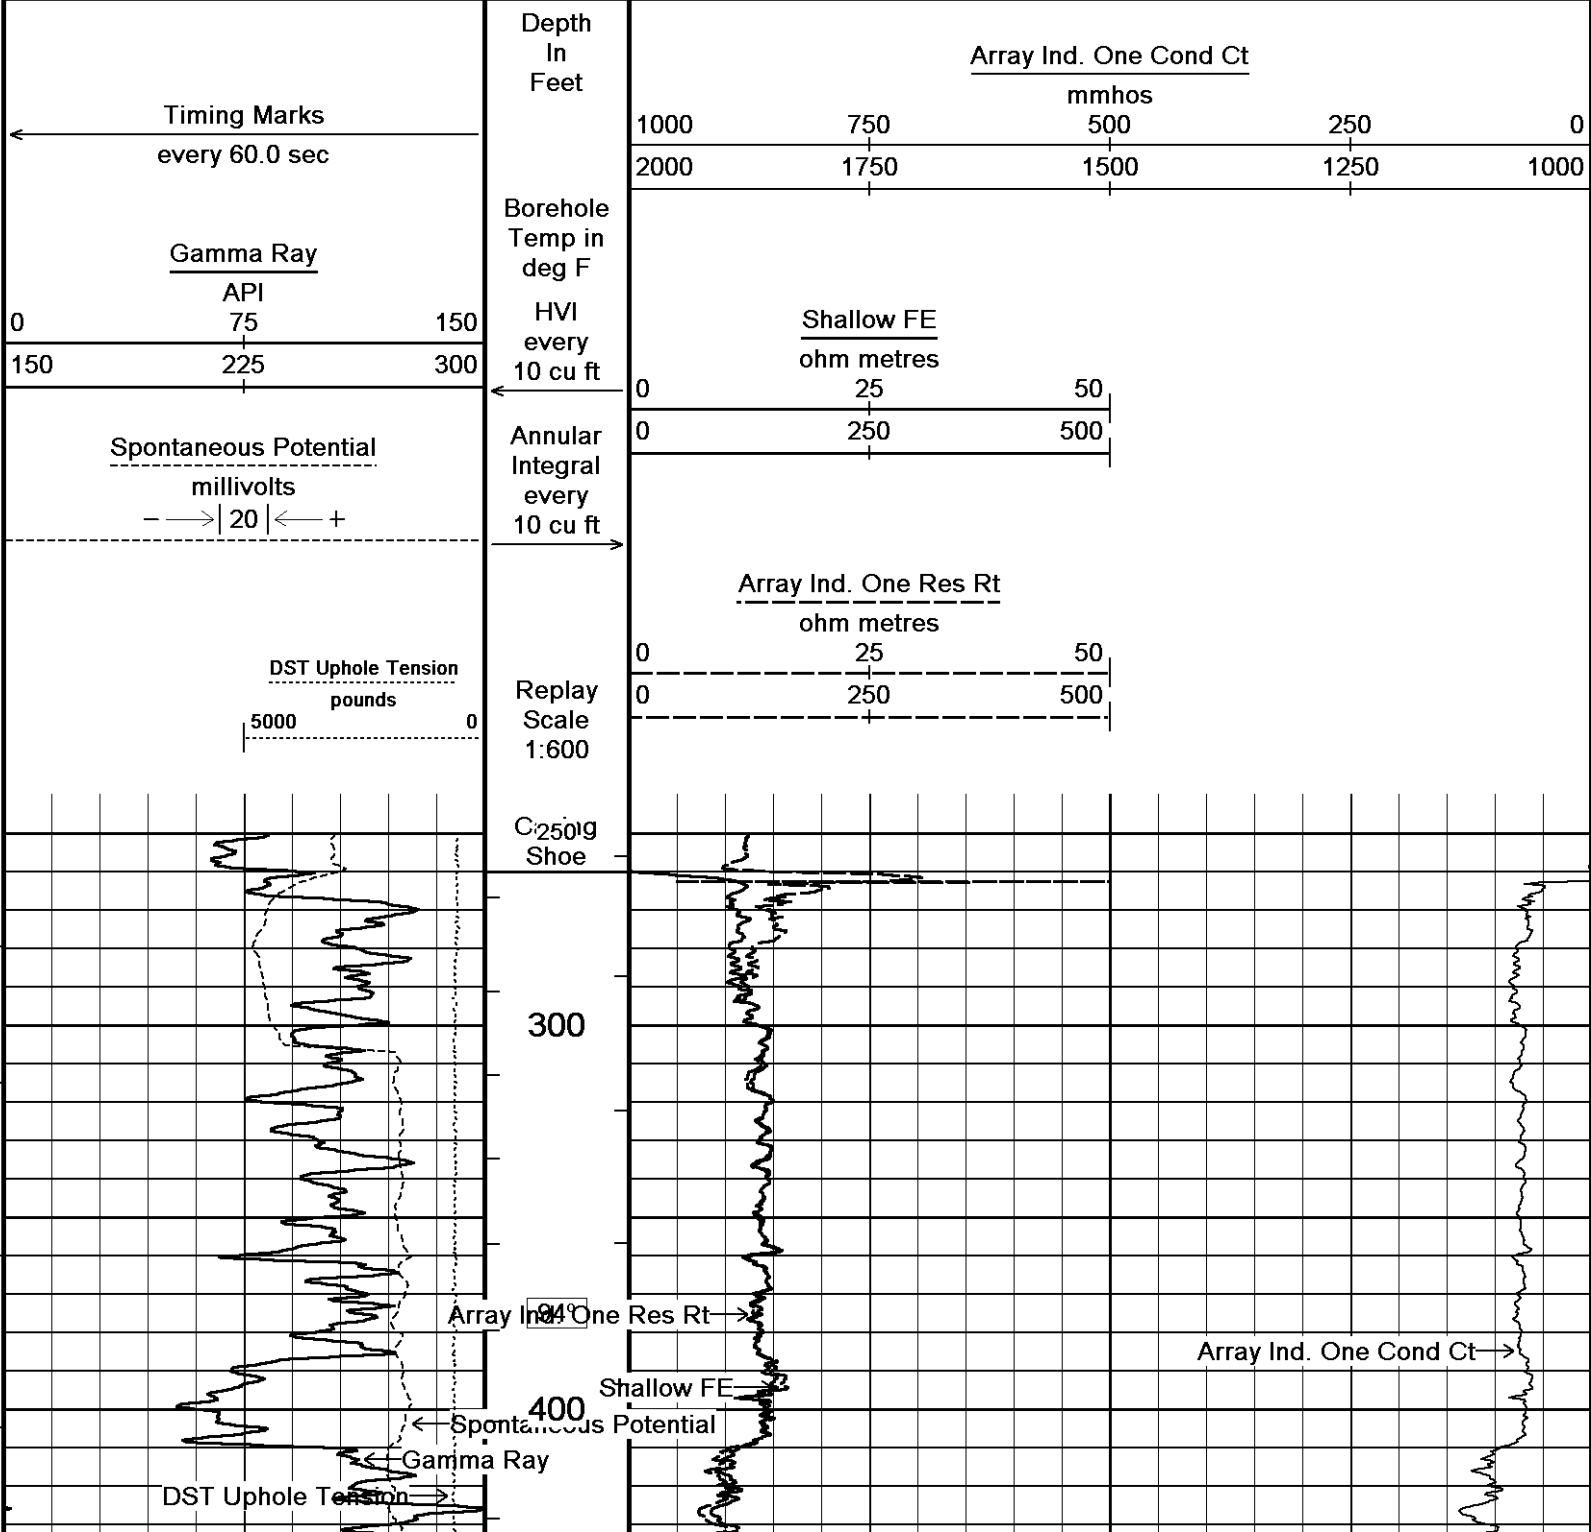 Timing Marks
every 60.0 sec
Gamma Ray
API
0 75 150
150 225 300
Spontaneous Potential
millivolts
− 20 +
DST Uphole Tension
pounds
5000 0
Depth
In
Feet
Borehole
Temp in
deg F
HVI
every
10 cu ft
Annular
Integral
every
10 cu ft
Replay
Scale
1:600
Array Ind. One Cond Ct
mmhos
1000 750 500 250 0
2000 1750 1500 1250 1000
Shallow FE
ohm metres
0 25 50
0 250 500
Array Ind. One Res Rt
ohm metres
0 25 50
0 250 500
250
Shoe
300
Array Ind. One Res Rt
94°
Array Ind. One Cond Ct
Shallow FE
400
Spontaneous Potential
Gamma Ray
DST Uphole Tension